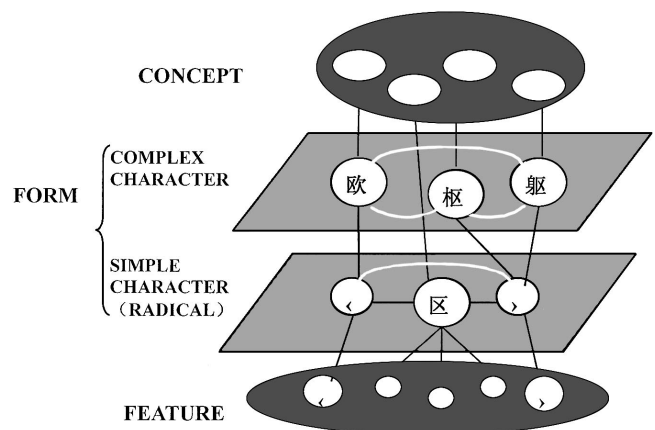 CONCEPT
COMPLEX
CHARACTER
FORM
欧
枢
躯
SIMPLE
CHARACTER
（RADICAL）
‹
区
›
‹
›
FEATURE